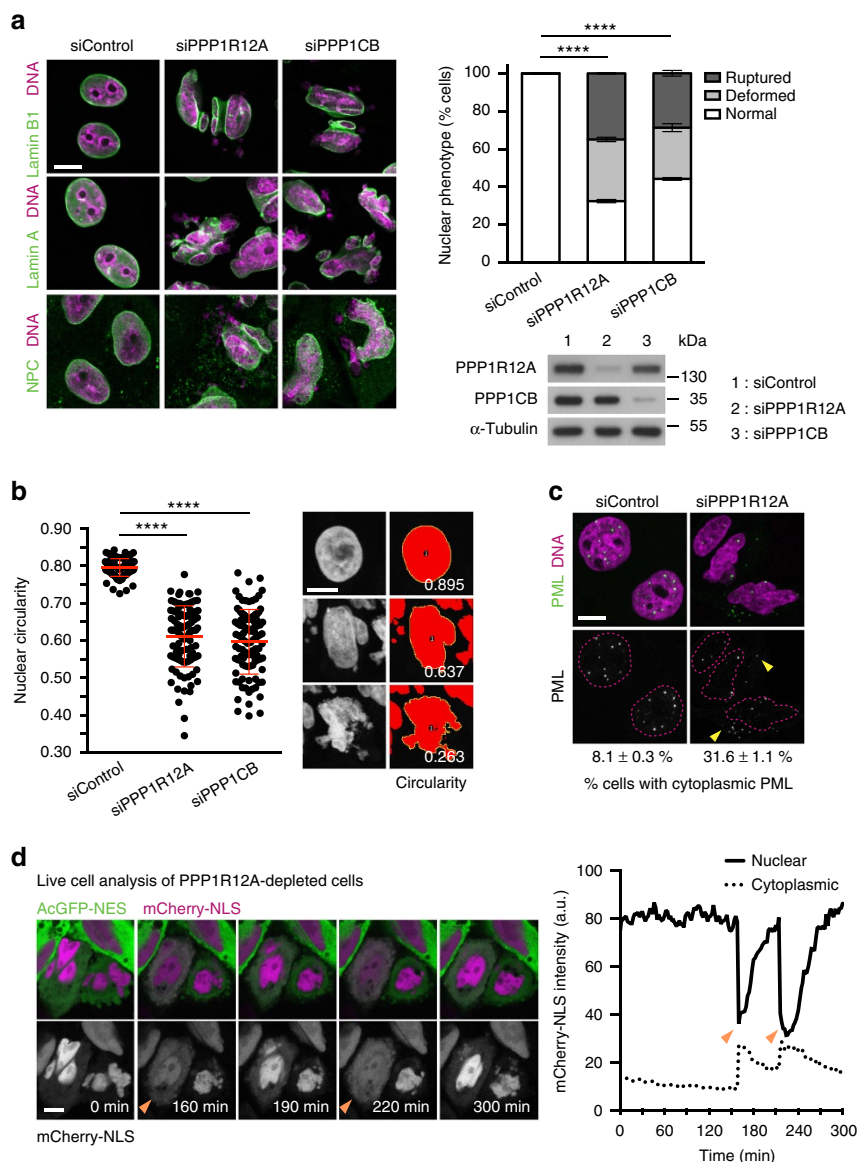 a
siControl siPPP1R12A siPPP1CB
Lamin B1 DNA
Lamin A DNA
NPC DNA
****
****
Nuclear phenotype (% cells)
100
80
60
40
20
0
Ruptured
Deformed
Normal
siControl
siPPP1R12A
siPPP1CB
1 2 3 kDa
PPP1R12A 130
PPP1CB 35
α-Tubulin 55
1 : siControl
2 : siPPP1R12A
3 : siPPP1CB
b
****
****
Nuclear circularity
0.90
0.80
0.70
0.60
0.50
0.40
0.30
siControl
siPPP1R12A
siPPP1CB
0.895
0.637
0.263
Circularity
c
siControl siPPP1R12A
PML DNA
PML
8.1 ± 0.3 % 31.6 ± 1.1 %
% cells with cytoplasmic PML
d
Live cell analysis of PPP1R12A-depleted cells
AcGFP-NES mCherry-NLS
0 min 160 min 190 min 220 min 300 min
mCherry-NLS
Nuclear
Cytoplasmic
mCherry-NLS intensity (a.u.)
100
80
60
40
20
0
0 60 120 180 240 300
Time (min)